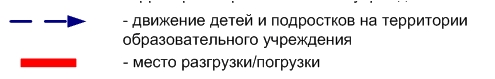 - движение детей и подростков на территории
образовательного учреждения
- место разгрузки/погрузки